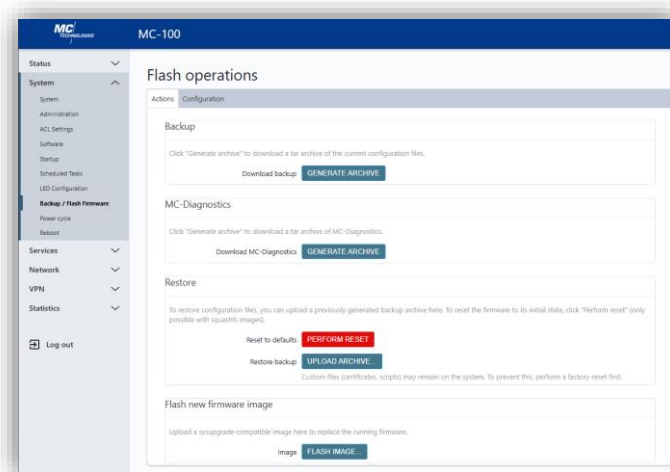 MC
TECHNOLOGIES
MC-100
Status
System
System
Administration
ACL Settings
Software
Startup
Scheduled Tasks
LED Configuration
Backup / Flash Firmware
Power cycle
Reboot
Services
Network
VPN
Statistics
Log out
Flash operations
Actions Configuration
Backup
Click "Generate archive" to download a tar archive of the current configuration files.
Download backup GENERATE ARCHIVE
MC-Diagnostics
Click "Generate archive" to download a tar archive of MC-Diagnostics.
Download MC-Diagnostics GENERATE ARCHIVE
Restore
To restore configuration files, you can upload a previously generated backup archive here. To reset the firmware to its initial state, click "Perform reset" (only
possible with squashfs images).
Reset to defaults PERFORM RESET
Restore backup UPLOAD ARCHIVE...
Custom files (certificates, scripts) may remain on the system. To prevent this, perform a factory-reset first.
Flash new firmware image
Upload a sysupgrade-compatible image here to replace the running firmware.
Image FLASH IMAGE...